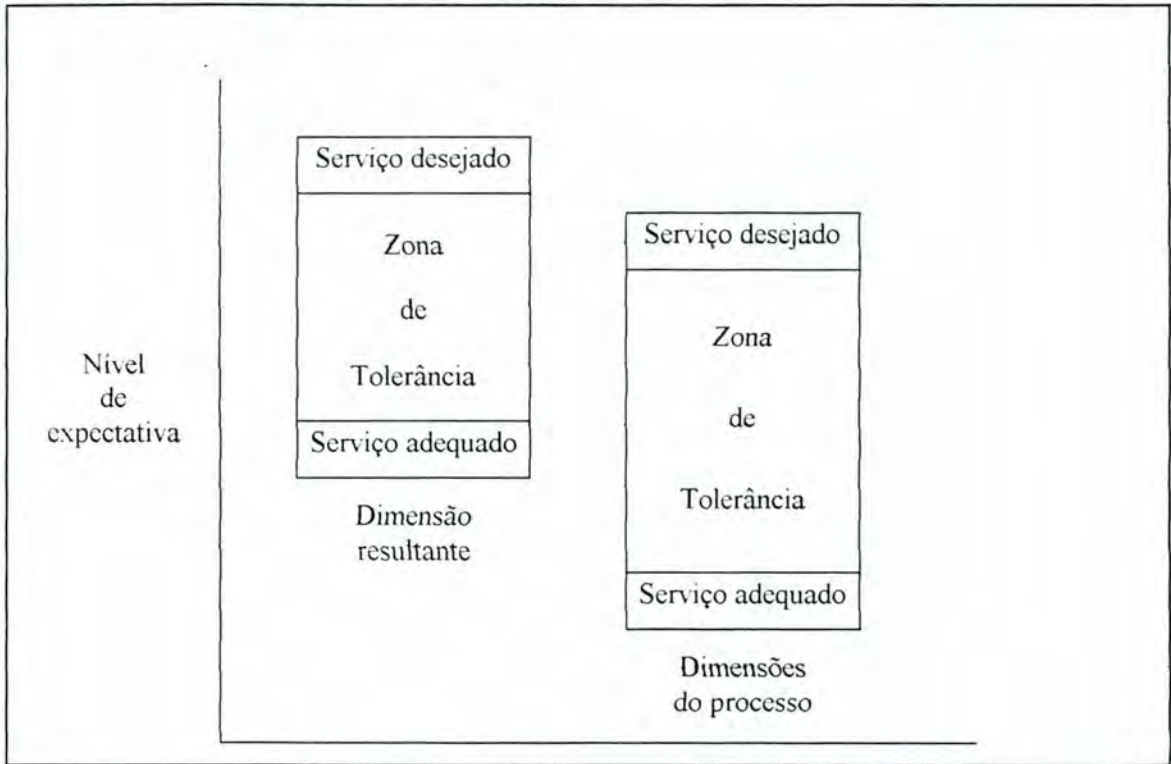 Nível
de
expectativa
Serviço desejado
Zona
de
Tolerância
Serviço adequado
Dimensão
resultante
Serviço desejado
Zona
de
Tolerância
Serviço adequado
Dimensões
do processo